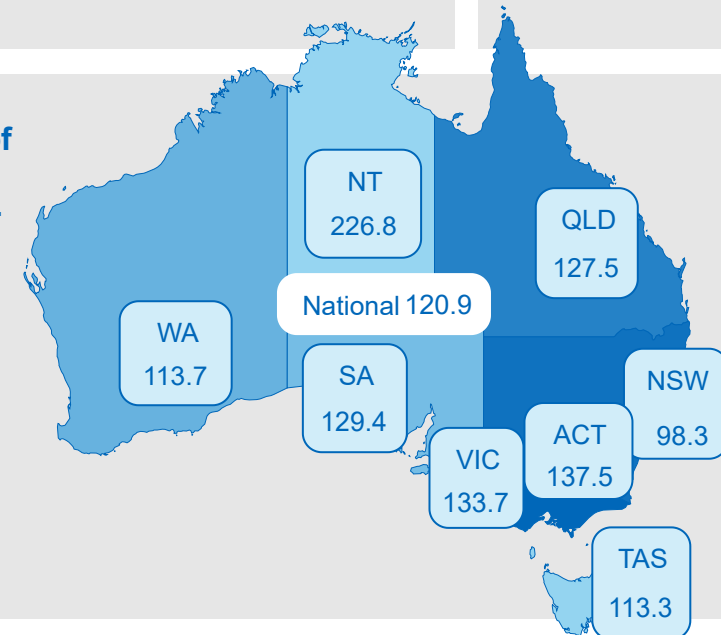 f
NT
226.8
QLD
127.5
National 120.9
WA
113.7
SA
129.4
NSW
98.3
ACT
137.5
VIC
133.7
TAS
113.3